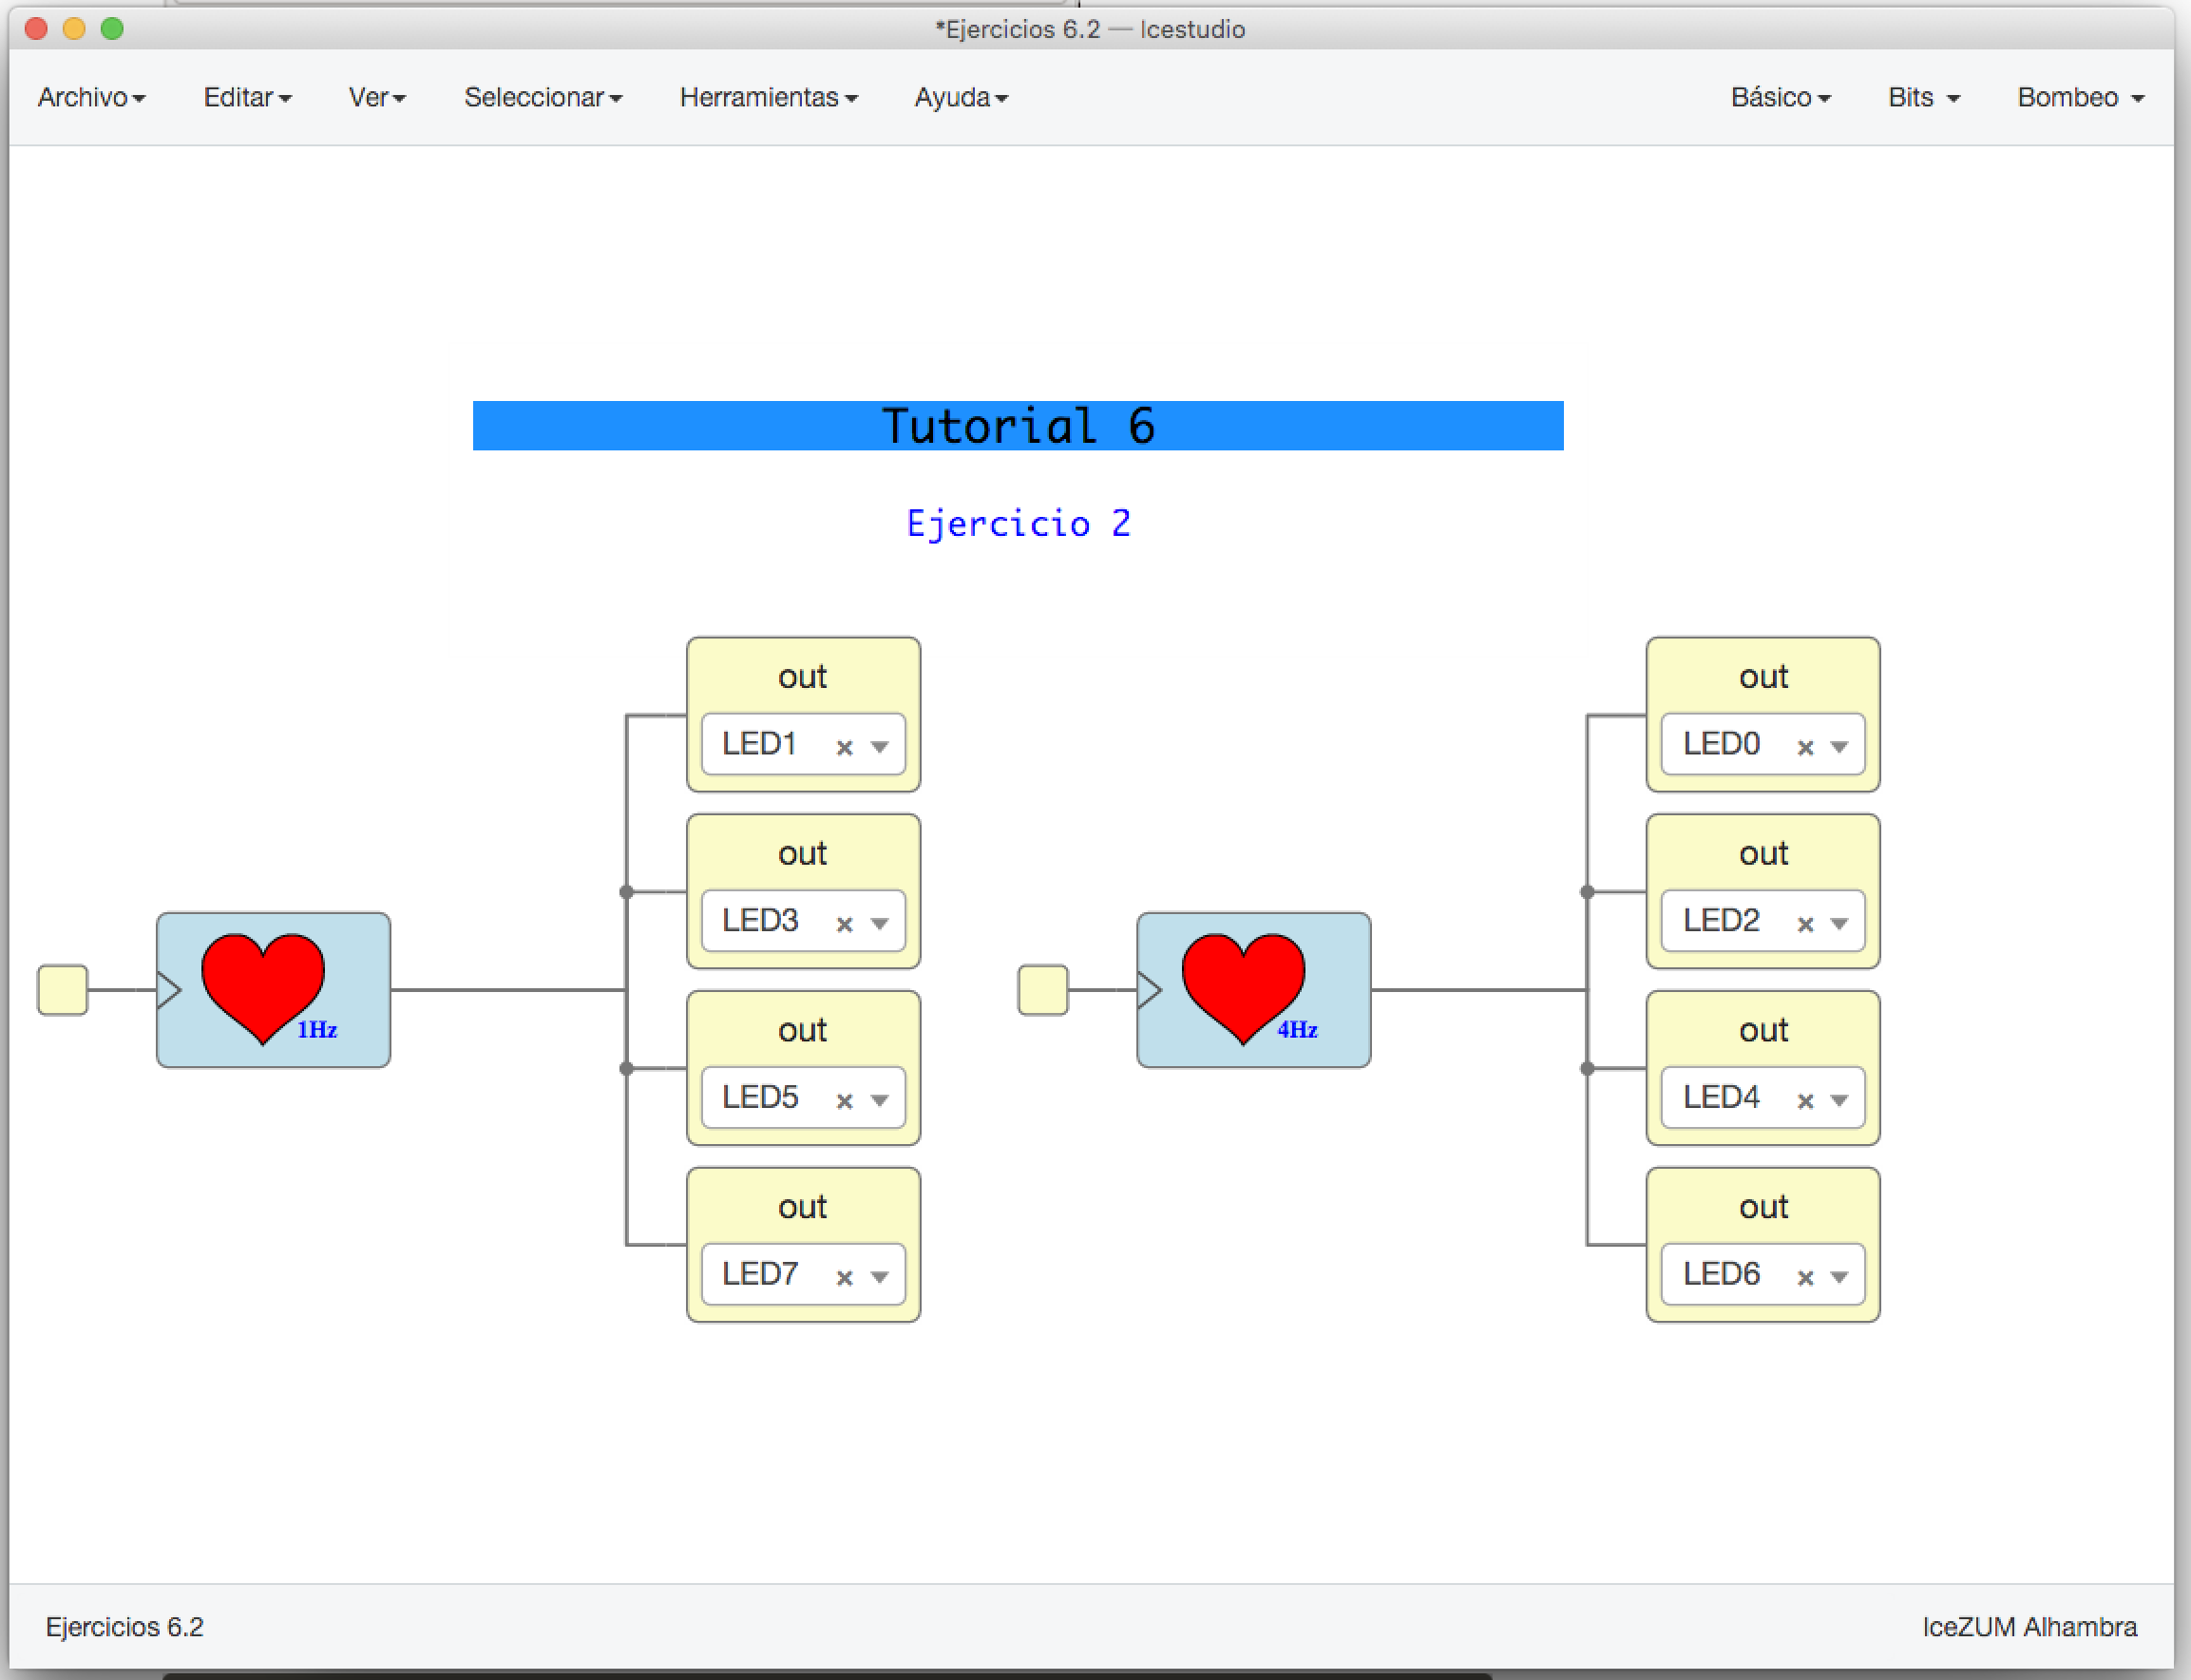 *Ejercicios 6.2 — Icestudio
Archivo Editar Ver Seleccionar Herramientas Ayuda Básico Bits Bombeo
Tutorial 6
Ejercicio 2
out
LED1
out
LED3
out
LED5
out
LED7
1Hz
out
LED0
out
LED2
out
LED4
out
LED6
4Hz
Ejercicios 6.2
IceZUM Alhambra